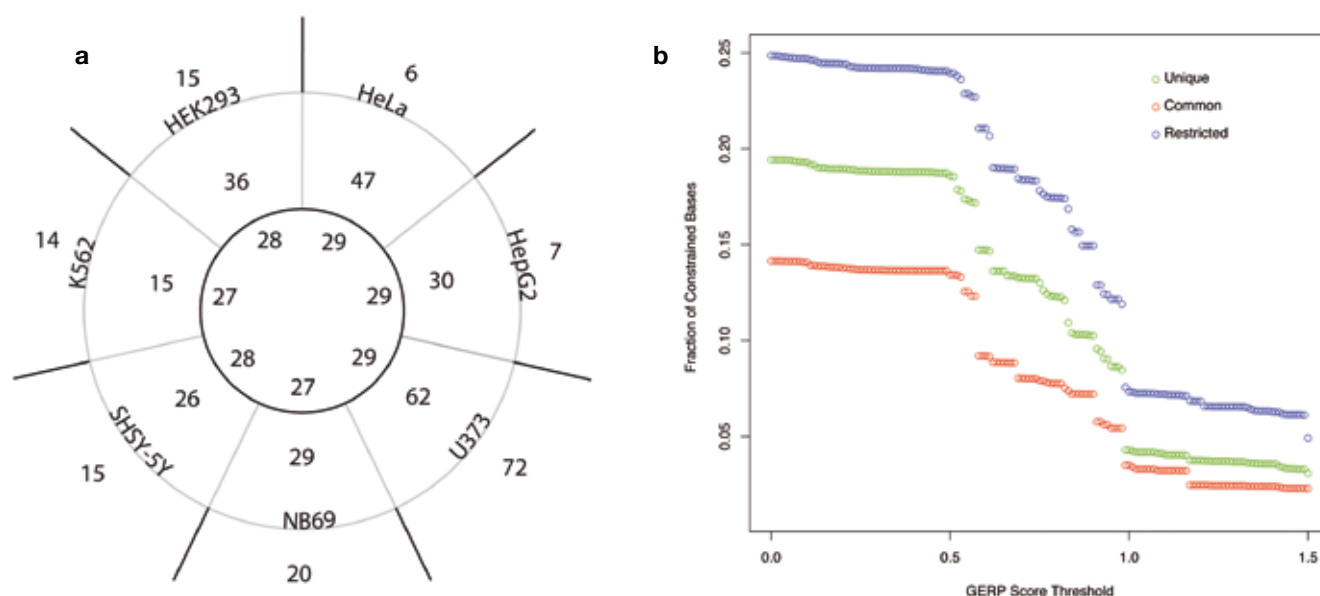 a
15
6
HEK293
HeLa
36
47
28
29
14
K562
15
27
29
30
HepG2
7
28
29
26
27
62
SHSY-5Y
15
29
U373
72
NB69
20
b
Fraction of Constrained Bases
0.25
0.20
0.15
0.10
0.05
Unique
Common
Restricted
0.0 0.5 1.0 1.5
GERP Score Threshold